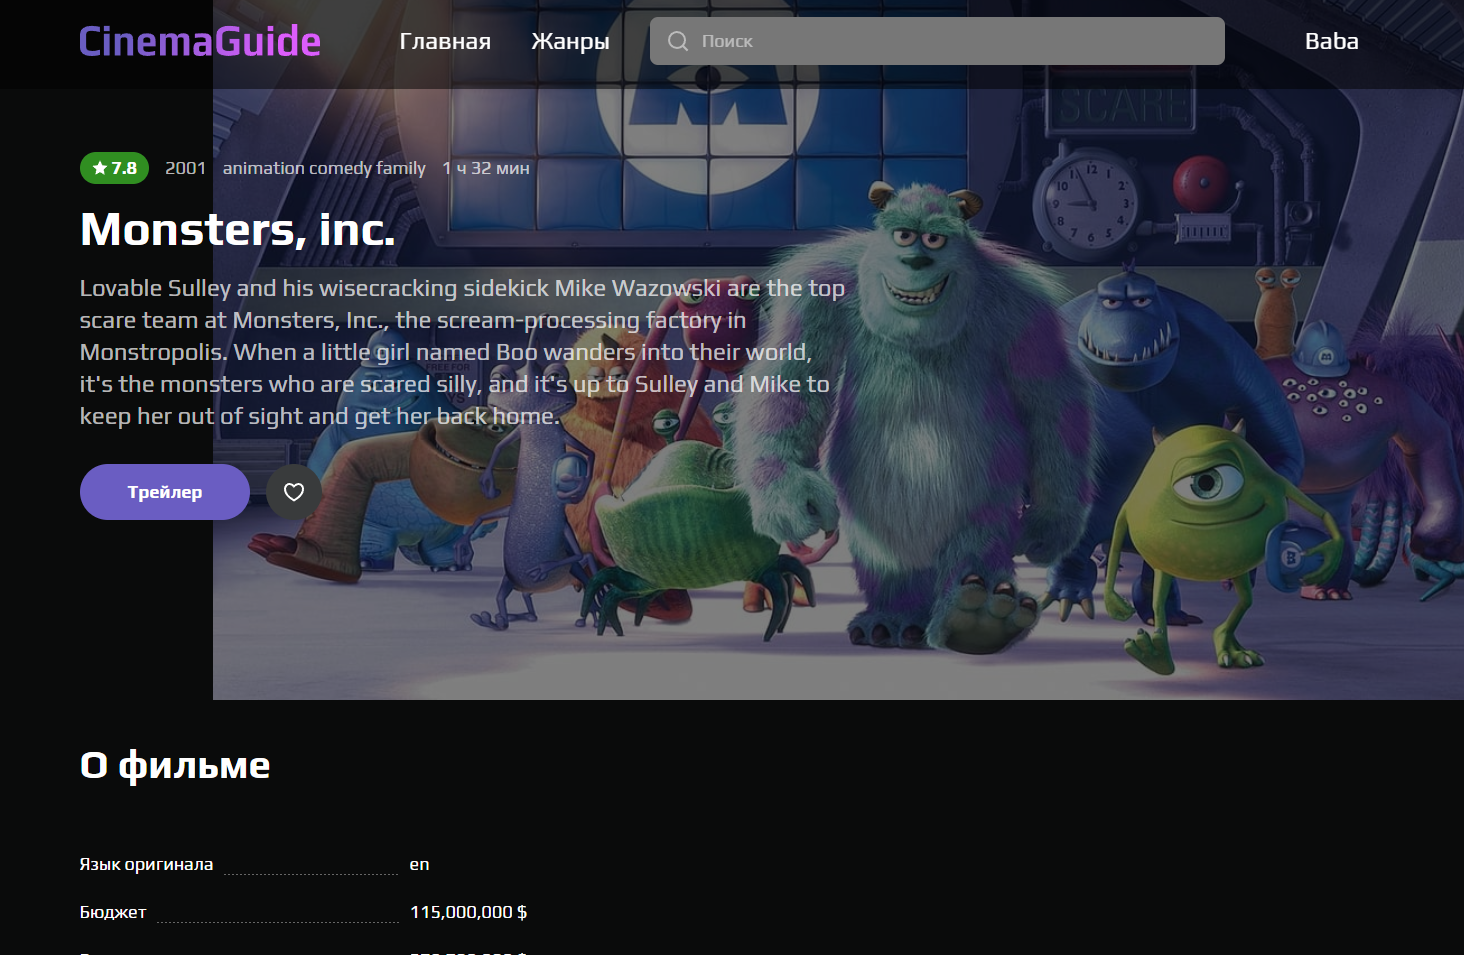 CinemaGuide
Главная
Жанры
Поиск
Baba
SCARE
7.8
2001
animation comedy family
1 ч 32 мин
Monsters, inc.
Lovable Sulley and his wisecracking sidekick Mike Wazowski are the top
scare team at Monsters, Inc., the scream-processing factory in
Monstropolis. When a little girl named Boo wanders into their world,
it's the monsters who are scared silly, and it's up to Sulley and Mike to
keep her out of sight and get her back home.
Трейлер
О фильме
Язык оригинала
en
Бюджет
115,000,000 $